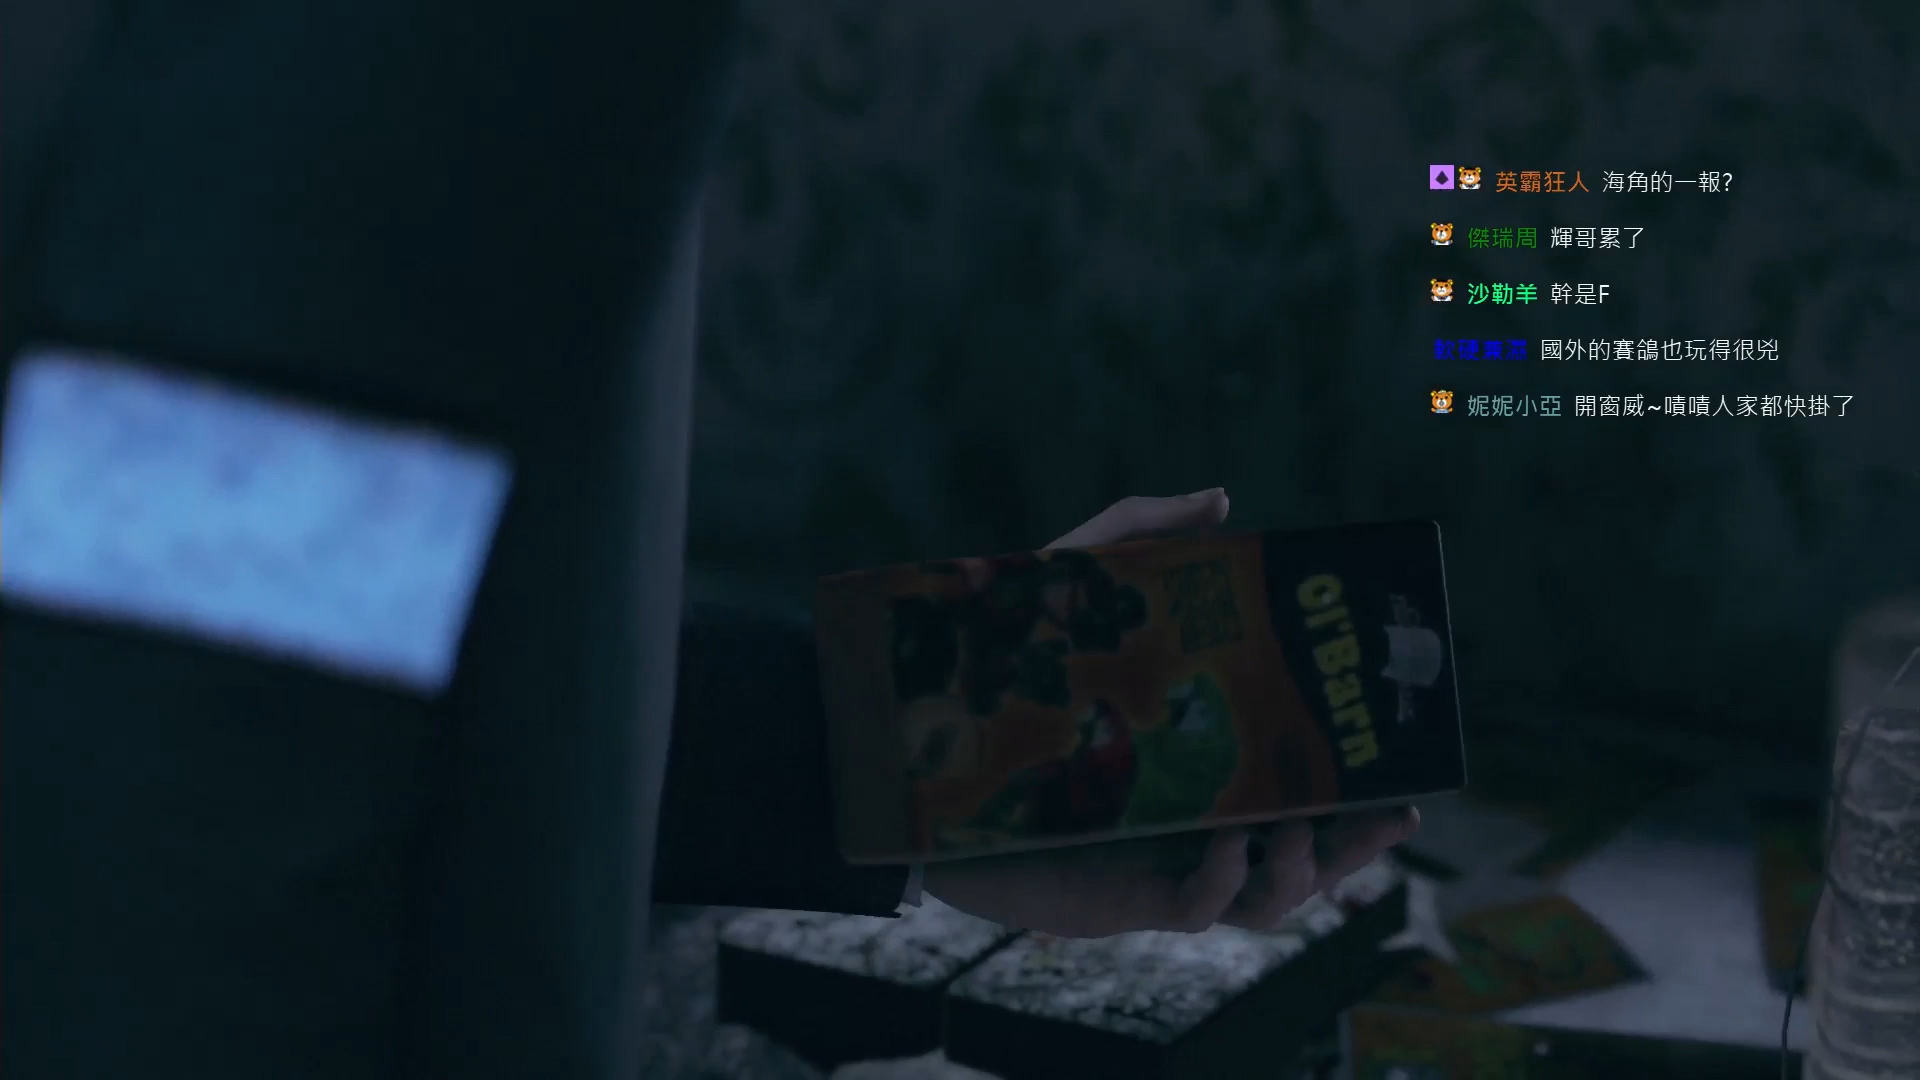 英霸狂人 海角的一報?
傑瑞周 輝哥累了
沙勒羊 幹是F
國外的賽鴿也玩得很兇
妮妮小亞 開窗威~嘖嘖人家都快掛了
Ol'Barn